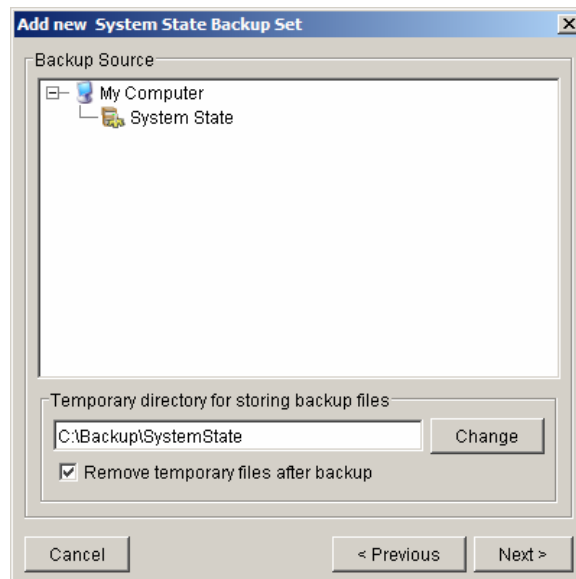 Add new System State Backup Set
Backup Source
My Computer
System State
Temporary directory for storing backup files
C:\Backup\SystemState
Change
Remove temporary files after backup
Cancel
< Previous
Next >